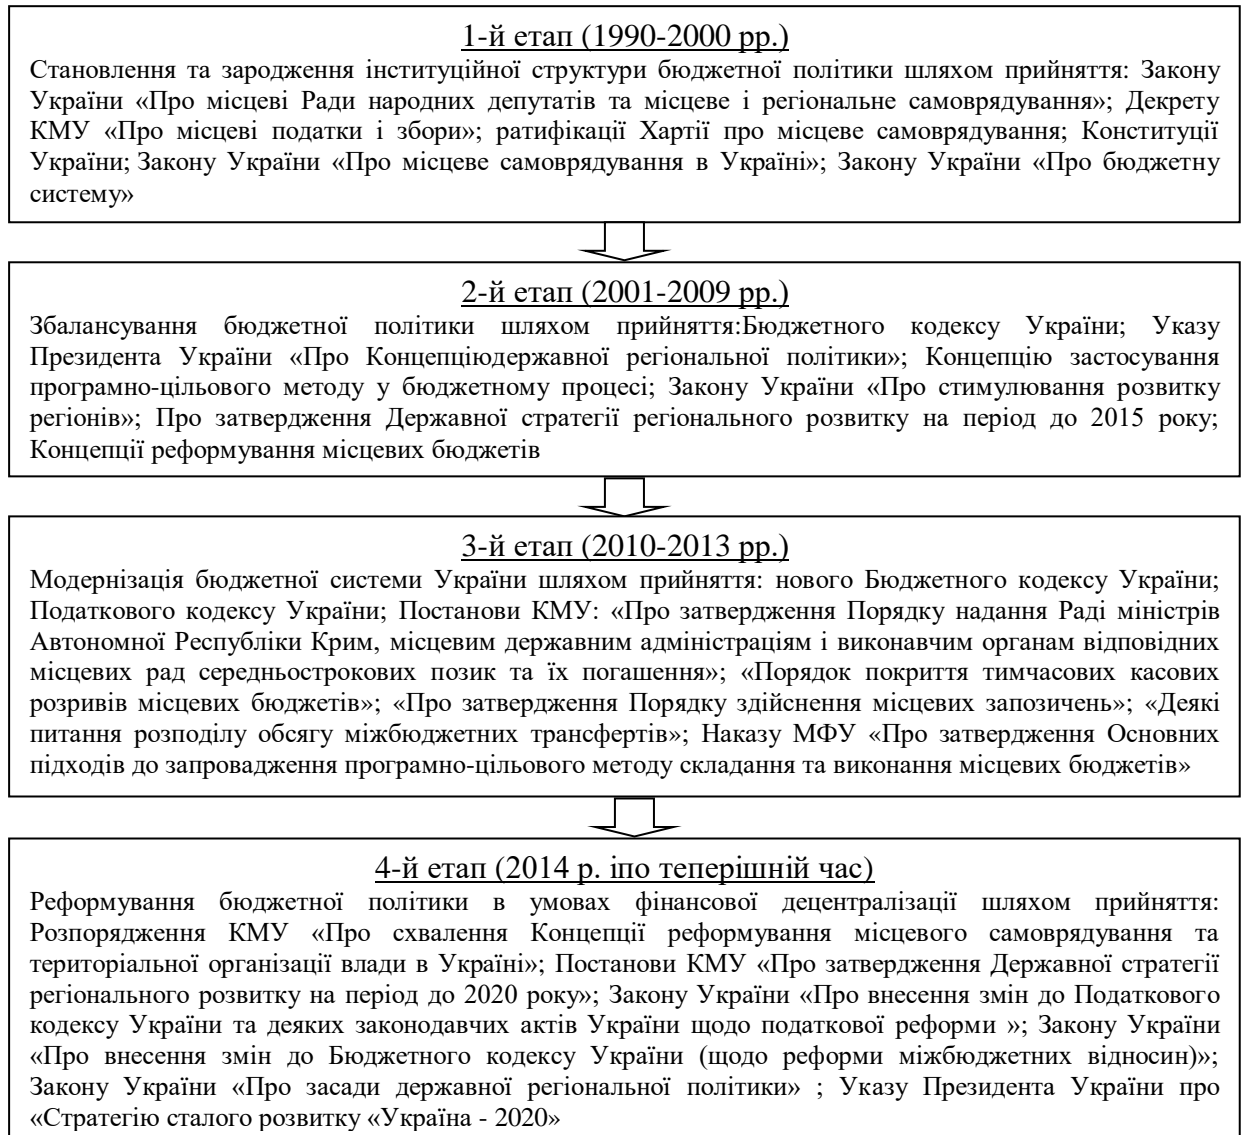 1-й етап (1990-2000 рр.)
Становлення та зародження інституційної структури бюджетної політики шляхом прийняття: Закону
України «Про місцеві Ради народних депутатів та місцеве і регіональне самоврядування»; Декрету
КМУ «Про місцеві податки і збори»; ратифікації Хартії про місцеве самоврядування; Конституції
України; Закону України «Про місцеве самоврядування в Україні»; Закону України «Про бюджетну
систему»
2-й етап (2001-2009 рр.)
Збалансування бюджетної політики шляхом прийняття:Бюджетного кодексу України; Указу
Президента України «Про Концепціюдержавної регіональної політики»; Концепцію застосування
програмно-цільового методу у бюджетному процесі; Закону України «Про стимулювання розвитку
регіонів»; Про затвердження Державної стратегії регіонального розвитку на період до 2015 року;
Концепції реформування місцевих бюджетів
3-й етап (2010-2013 рр.)
Модернізація бюджетної системи України шляхом прийняття: нового Бюджетного кодексу України;
Податкового кодексу України; Постанови КМУ: «Про затвердження Порядку надання Раді міністрів
Автономної Республіки Крим, місцевим державним адміністраціям і виконавчим органам відповідних
місцевих рад середньострокових позик та їх погашення»; «Порядок покриття тимчасових касових
розривів місцевих бюджетів»; «Про затвердження Порядку здійснення місцевих запозичень»; «Деякі
питання розподілу обсягу міжбюджетних трансфертів»; Наказу МФУ «Про затвердження Основних
підходів до запровадження програмно-цільового методу складання та виконання місцевих бюджетів»
4-й етап (2014 р. іпо теперішній час)
Реформування бюджетної політики в умовах фінансової децентралізації шляхом прийняття:
Розпорядження КМУ «Про схвалення Концепції реформування місцевого самоврядування та
територіальної організації влади в Україні»; Постанови КМУ «Про затвердження Державної стратегії
регіонального розвитку на період до 2020 року»; Закону України «Про внесення змін до Податкового
кодексу України та деяких законодавчих актів України щодо податкової реформи »; Закону України
«Про внесення змін до Бюджетного кодексу України (щодо реформи міжбюджетних відносин)»;
Закону України «Про засади державної регіональної політики» ; Указу Президента України про
«Стратегію сталого розвитку «Україна - 2020»